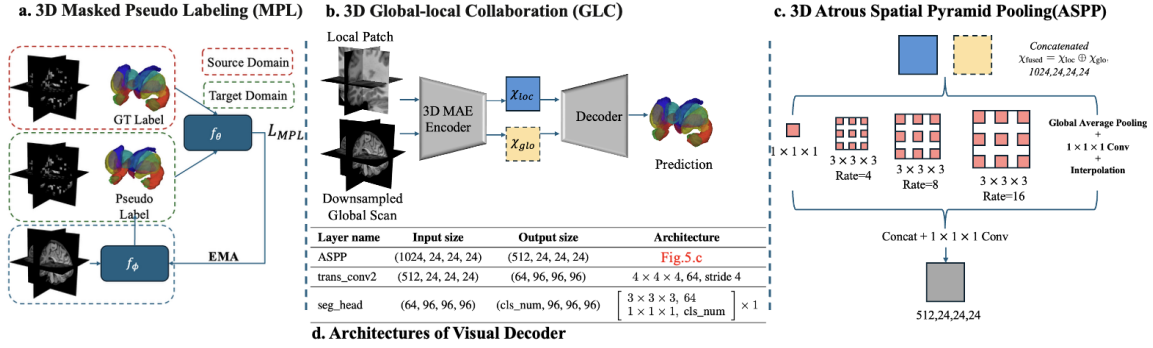 a. 3D Masked Pseudo Labeling (MPL)
Source Domain
Target Domain
GT Label
Pseudo
Label
f_θ
L_MPL
f_ϕ
EMA
b. 3D Global-local Collaboration (GLC)
Local Patch
3D MAE
Encoder
χ_loc
χ_glo
Decoder
Prediction
Downsampled
Global Scan
Layer name Input size Output size Architecture
ASPP (1024, 24, 24, 24) (512, 24, 24, 24) Fig.5.c
trans_conv2 (512, 24, 24, 24) (64, 96, 96, 96) 4 × 4 × 4, 64, stride 4
seg_head (64, 96, 96, 96) (cls_num, 96, 96, 96) [3 × 3 × 3, 64
1 × 1 × 1, cls_num] × 1
d. Architectures of Visual Decoder
c. 3D Atrous Spatial Pyramid Pooling(ASPP)
Concatenated
χ_fused = χ_loc ⊕ χ_glo,
1024,24,24,24
1 × 1 × 1
3 × 3 × 3
Rate=4
3 × 3 × 3
Rate=8
3 × 3 × 3
Rate=16
Global Average Pooling
+
1 × 1 × 1 Conv
+
Interpolation
Concat + 1 × 1 × 1 Conv
512,24,24,24